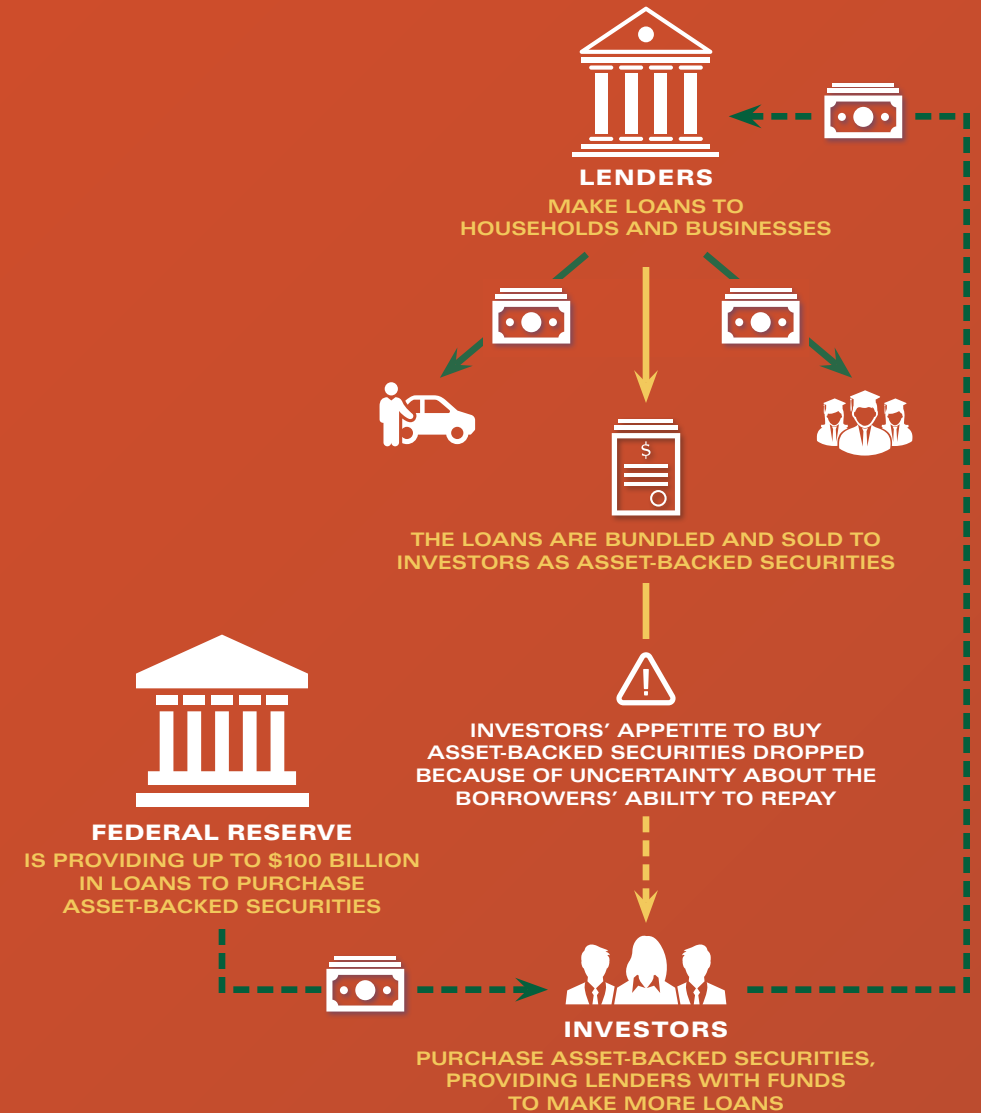 LENDERS
MAKE LOANS TO
HOUSEHOLDS AND BUSINESSES
$
THE LOANS ARE BUNDLED AND SOLD TO
INVESTORS AS ASSET-BACKED SECURITIES
!
INVESTORS’ APPETITE TO BUY
ASSET-BACKED SECURITIES DROPPED
BECAUSE OF UNCERTAINTY ABOUT THE
BORROWERS’ ABILITY TO REPAY
FEDERAL RESERVE
IS PROVIDING UP TO $100 BILLION
IN LOANS TO PURCHASE
ASSET-BACKED SECURITIES
INVESTORS
PURCHASE ASSET-BACKED SECURITIES,
PROVIDING LENDERS WITH FUNDS
TO MAKE MORE LOANS